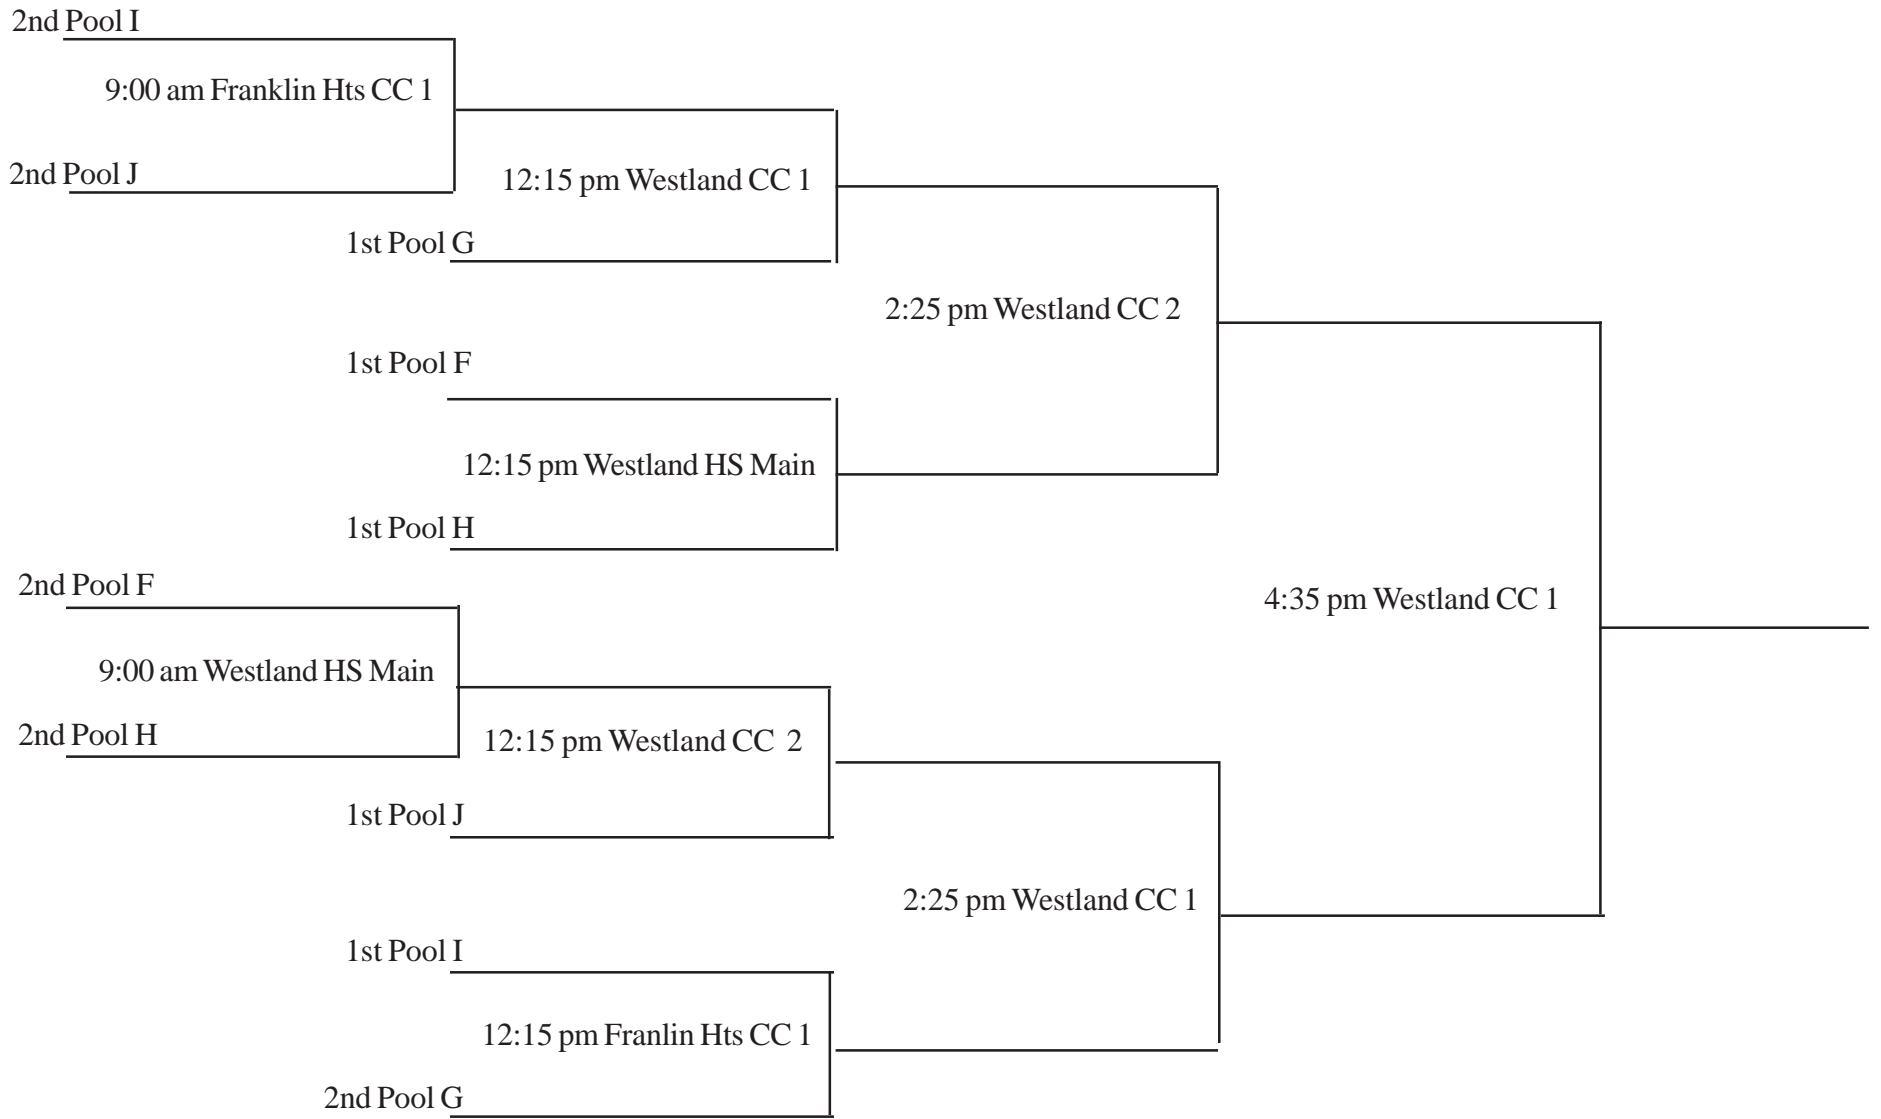 2nd Pool I
9:00 am Franklin Hts CC 1
2nd Pool J
12:15 pm Westland CC 1
1st Pool G
2:25 pm Westland CC 2
1st Pool F
12:15 pm Westland HS Main
1st Pool H
2nd Pool F
4:35 pm Westland CC 1
9:00 am Westland HS Main
2nd Pool H
12:15 pm Westland CC 2
1st Pool J
2:25 pm Westland CC 1
1st Pool I
12:15 pm Franlin Hts CC 1
2nd Pool G